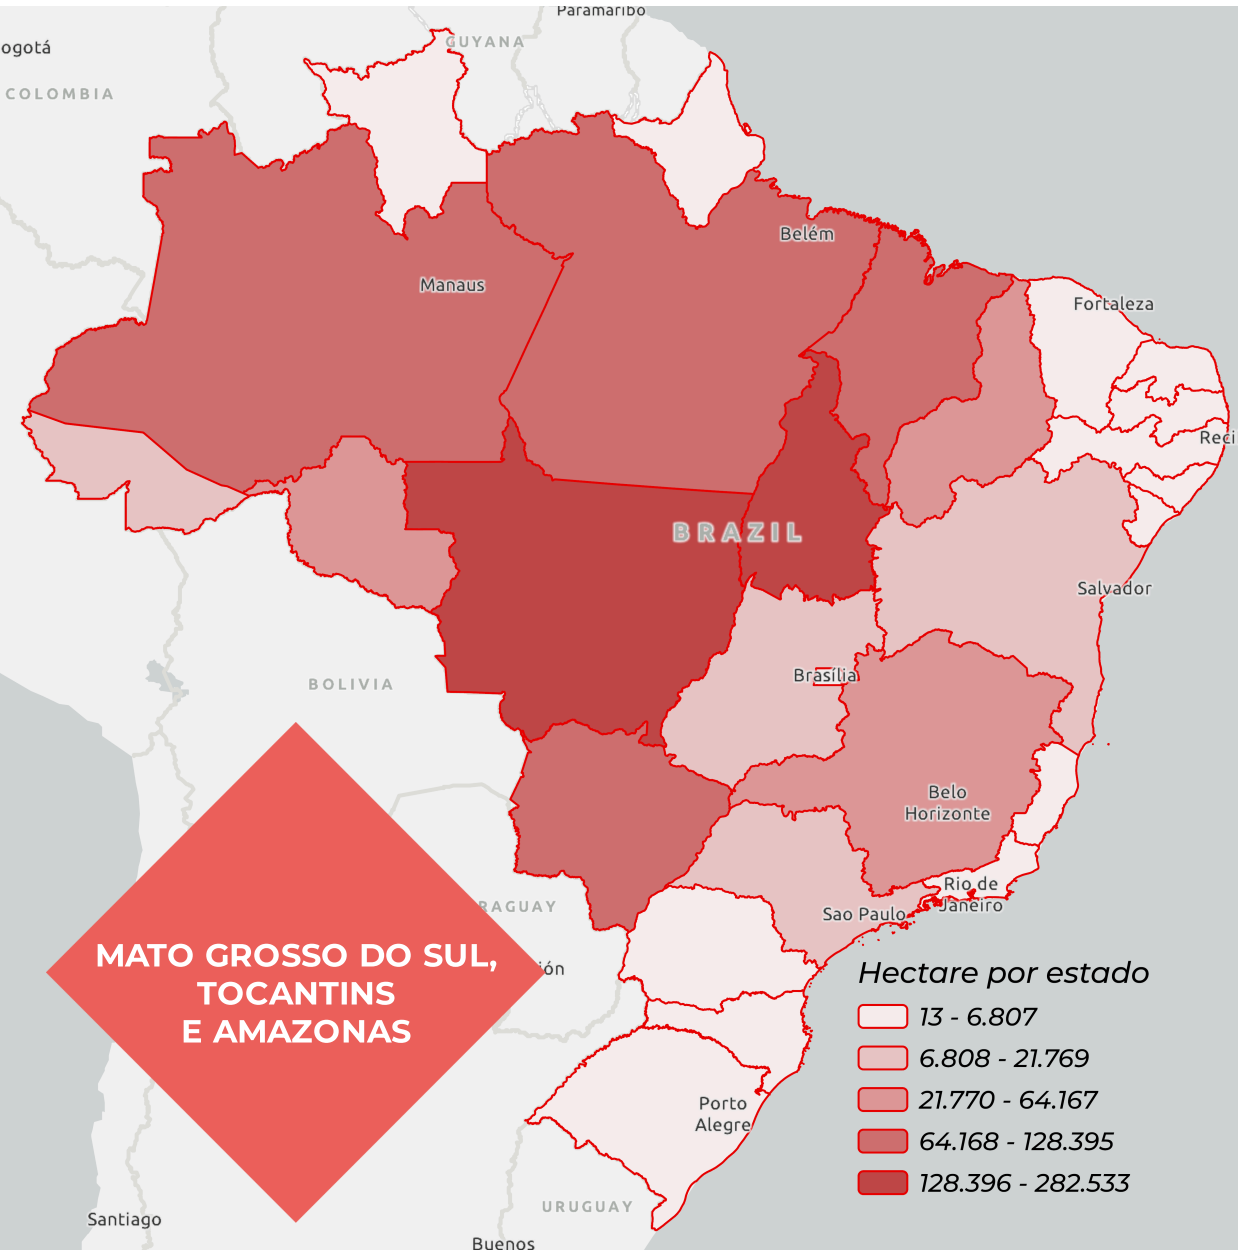 Paramaribo
GUYANA
ogotá
COLOMBIA
Belém
Manaus
Fortaleza
Reci
BRAZIL
Salvador
Brasília
BOLIVIA
Belo
Horizonte
Rio de
Janeiro
RAGUAY
Sao Paulo
MATO GROSSO DO SUL,
TOCANTINS
E AMAZONAS
ión
Hectare por estado
13 - 6.807
6.808 - 21.769
21.770 - 64.167
64.168 - 128.395
128.396 - 282.533
Porto
Alegre
URUGUAY
Santiago
Buenos